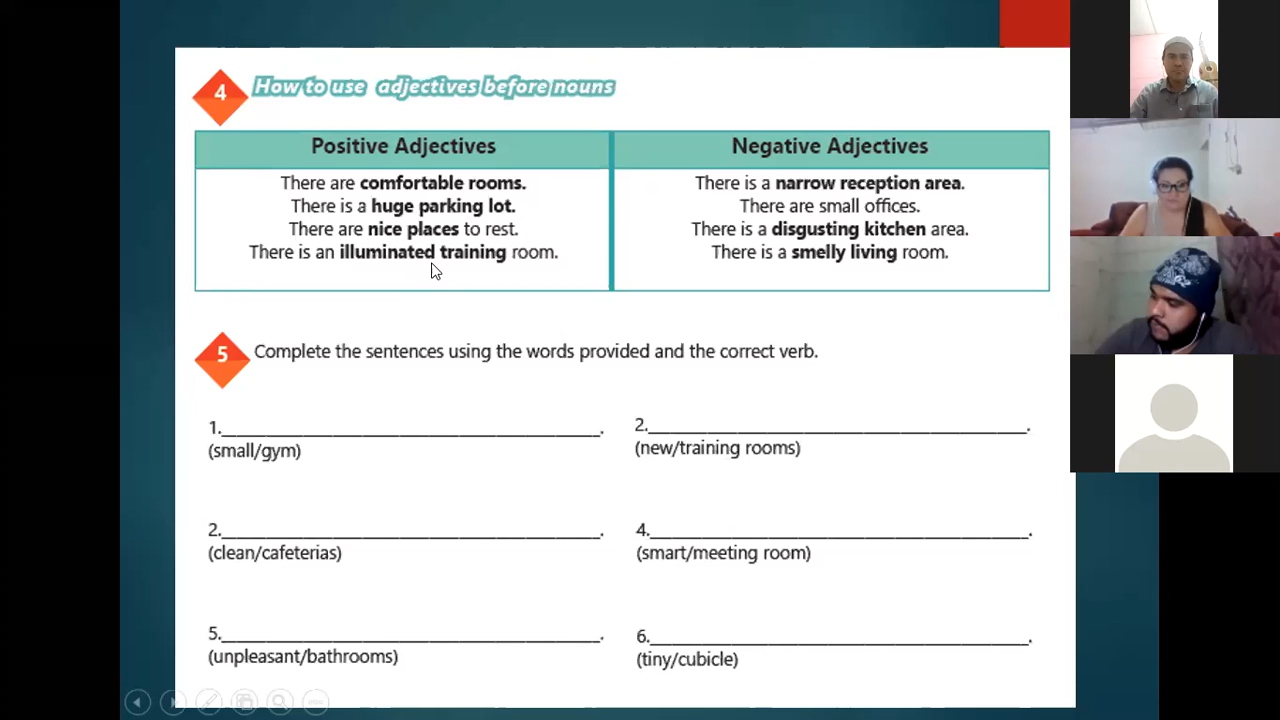 4 How to use adjectives before nouns
Positive Adjectives
There are comfortable rooms.
There is a huge parking lot.
There are nice places to rest.
There is an illuminated training room.
Negative Adjectives
There is a narrow reception area.
There are small offices.
There is a disgusting kitchen area.
There is a smelly living room.
5 Complete the sentences using the words provided and the correct verb.
1.________________________________________.
(small/gym)
2.________________________________________.
(new/training rooms)
2.________________________________________.
(clean/cafeterias)
4.________________________________________.
(smart/meeting room)
5.________________________________________.
(unpleasant/bathrooms)
6.________________________________________.
(tiny/cubicle)